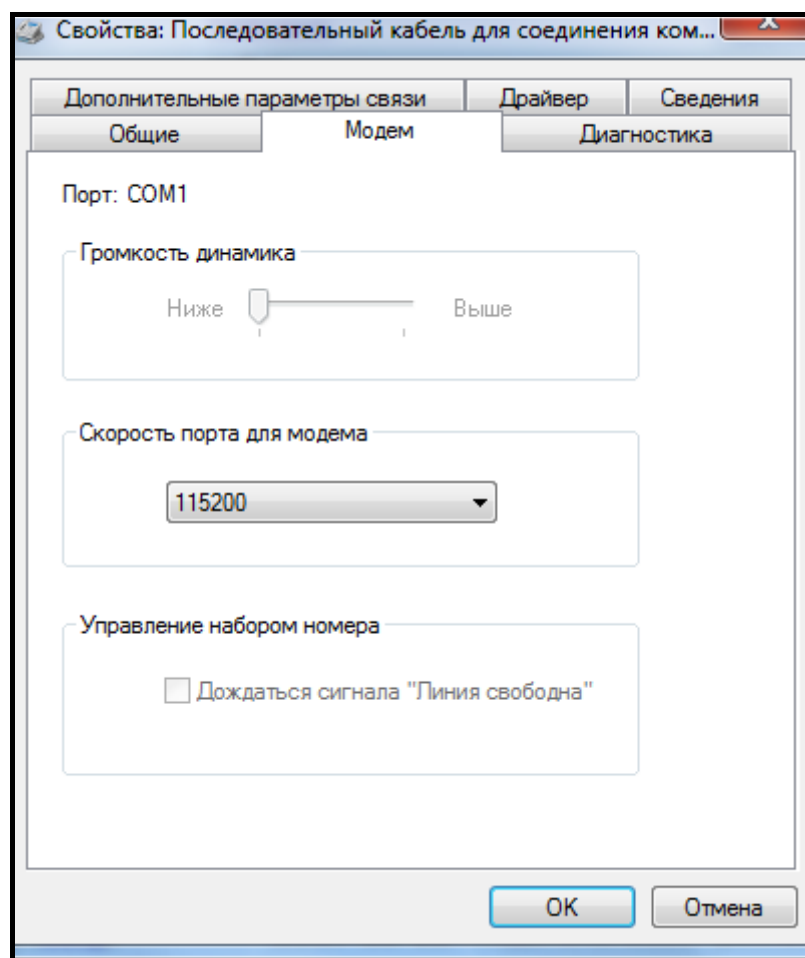 Свойства: Последовательный кабель для соединения ком...
Дополнительные параметры связи Драйвер Сведения
Общие Модем Диагностика
Порт: COM1
Громкость динамика
Ниже Выше
Скорость порта для модема
115200
Управление набором номера
Дождаться сигнала "Линия свободна"
OK Отмена